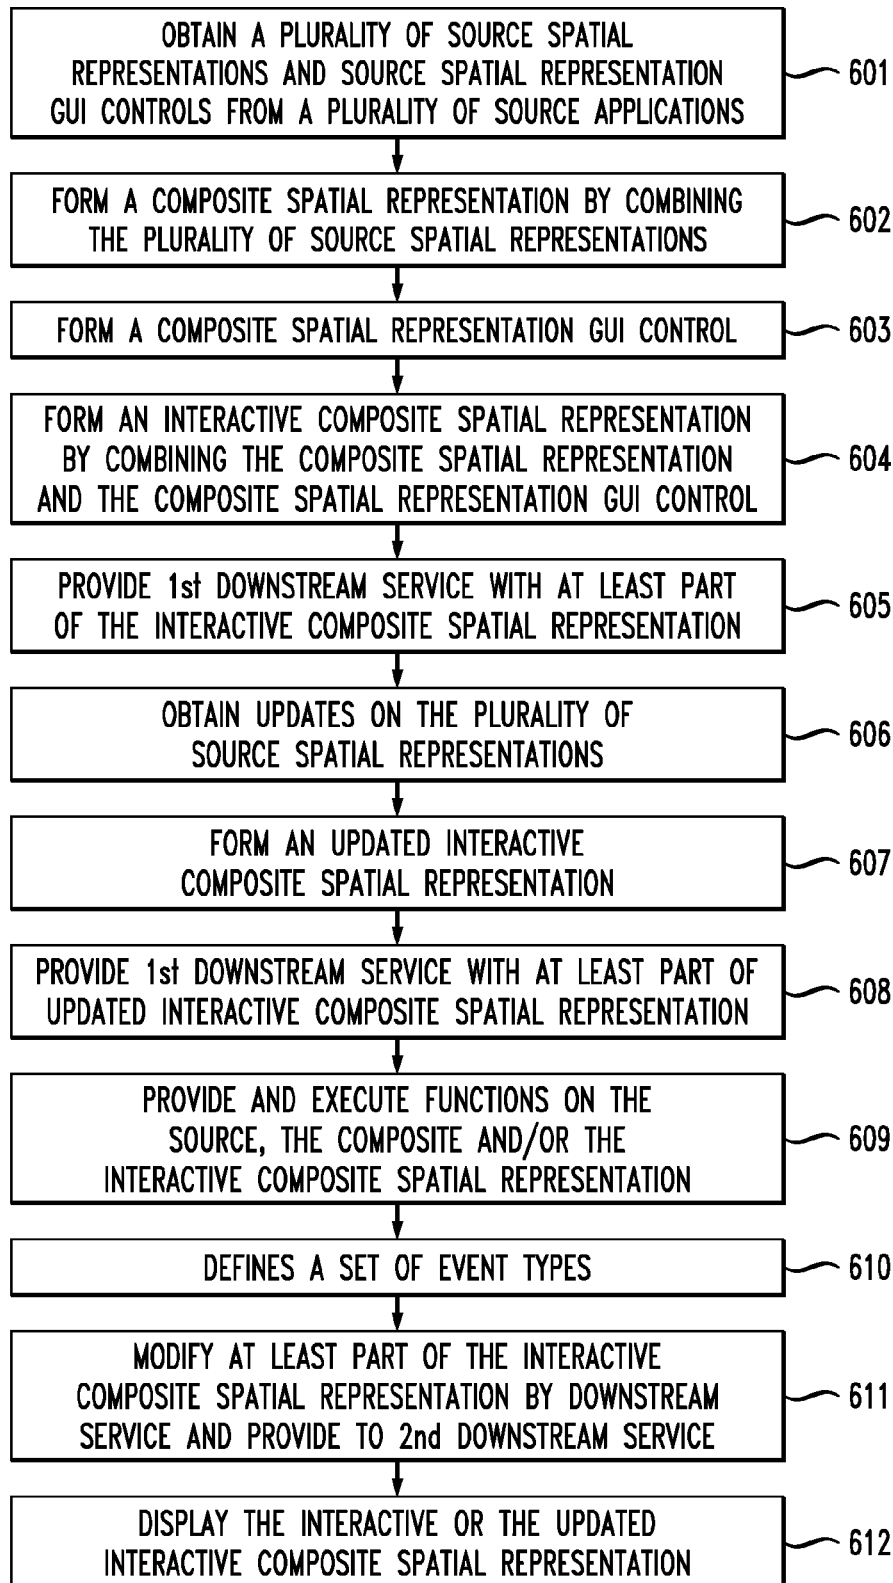 OBTAIN A PLURALITY OF SOURCE SPATIAL
REPRESENTATIONS AND SOURCE SPATIAL REPRESENTATION
GUI CONTROLS FROM A PLURALITY OF SOURCE APPLICATIONS
601
FORM A COMPOSITE SPATIAL REPRESENTATION BY COMBINING
THE PLURALITY OF SOURCE SPATIAL REPRESENTATIONS
602
FORM A COMPOSITE SPATIAL REPRESENTATION GUI CONTROL
603
FORM AN INTERACTIVE COMPOSITE SPATIAL REPRESENTATION
BY COMBINING THE COMPOSITE SPATIAL REPRESENTATION
AND THE COMPOSITE SPATIAL REPRESENTATION GUI CONTROL
604
PROVIDE 1st DOWNSTREAM SERVICE WITH AT LEAST PART
OF THE INTERACTIVE COMPOSITE SPATIAL REPRESENTATION
605
OBTAIN UPDATES ON THE PLURALITY OF
SOURCE SPATIAL REPRESENTATIONS
606
FORM AN UPDATED INTERACTIVE
COMPOSITE SPATIAL REPRESENTATION
607
PROVIDE 1st DOWNSTREAM SERVICE WITH AT LEAST PART OF
UPDATED INTERACTIVE COMPOSITE SPATIAL REPRESENTATION
608
PROVIDE AND EXECUTE FUNCTIONS ON THE
SOURCE, THE COMPOSITE AND/OR THE
INTERACTIVE COMPOSITE SPATIAL REPRESENTATION
609
DEFINES A SET OF EVENT TYPES
610
MODIFY AT LEAST PART OF THE INTERACTIVE
COMPOSITE SPATIAL REPRESENTATION BY DOWNSTREAM
SERVICE AND PROVIDE TO 2nd DOWNSTREAM SERVICE
611
DISPLAY THE INTERACTIVE OR THE UPDATED
INTERACTIVE COMPOSITE SPATIAL REPRESENTATION
612